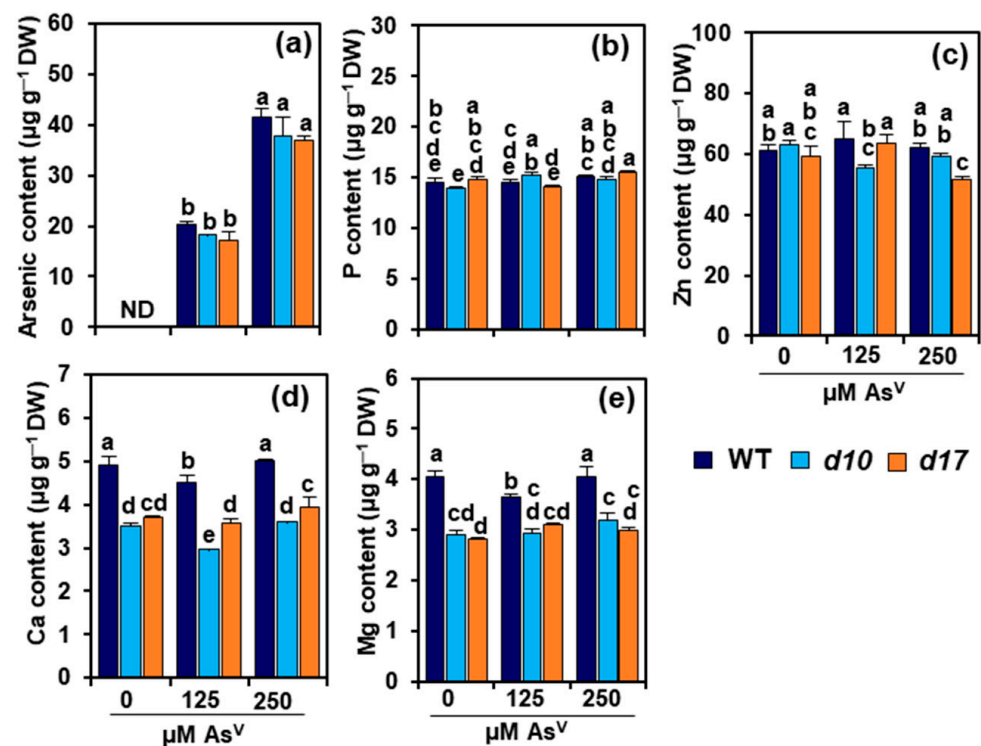 (a)
Arsenic content (µg g⁻¹ DW)
60
50
40
30
20
10
0
ND
b b b
a a a
(b)
P content (µg g⁻¹ DW)
30
25
20
15
10
5
0
b c d e
e
a b c d
c d e
a b
d e
a b c
a b c d
a
(c)
Zn content (µg g⁻¹ DW)
100
80
60
40
20
0
a b
a
a b c
a
b c
a b
a b
a b
c
0 125 250
µM Asⱽ
(d)
Ca content (µg g⁻¹ DW)
7
6
5
4
3
2
1
0
a d cd
b e d
a d c
0 125 250
µM Asⱽ
(e)
Mg content (µg g⁻¹ DW)
6
5
4
3
2
1
0
a cd d
b c d cd
a c c d
0 125 250
µM Asⱽ
WT d10 d17